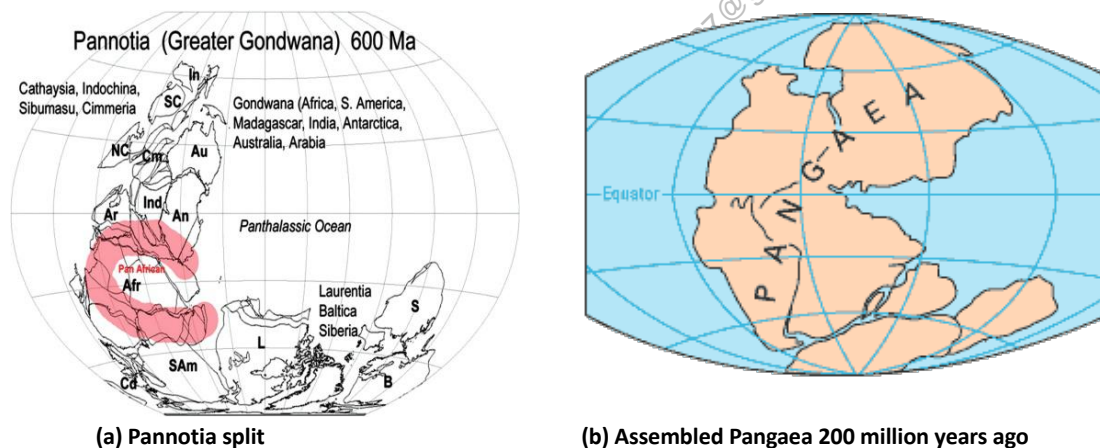 Pannotia (Greater Gondwana) 600 Ma
Cathaysia, Indochina,
Sibumasu, Cimmeria
In
SC
Gondwana (Africa, S. America,
Madagascar, India, Antarctica,
Australia, Arabia)
NC
Cm
Au
Ar
Ind
An
Panthalassic Ocean
Pan African
Afr
Laurentia
Baltica
Siberia
S
L
SAm
Cd
B
(a) Pannotia split
PANGAEA
Equator
(b) Assembled Pangaea 200 million years ago